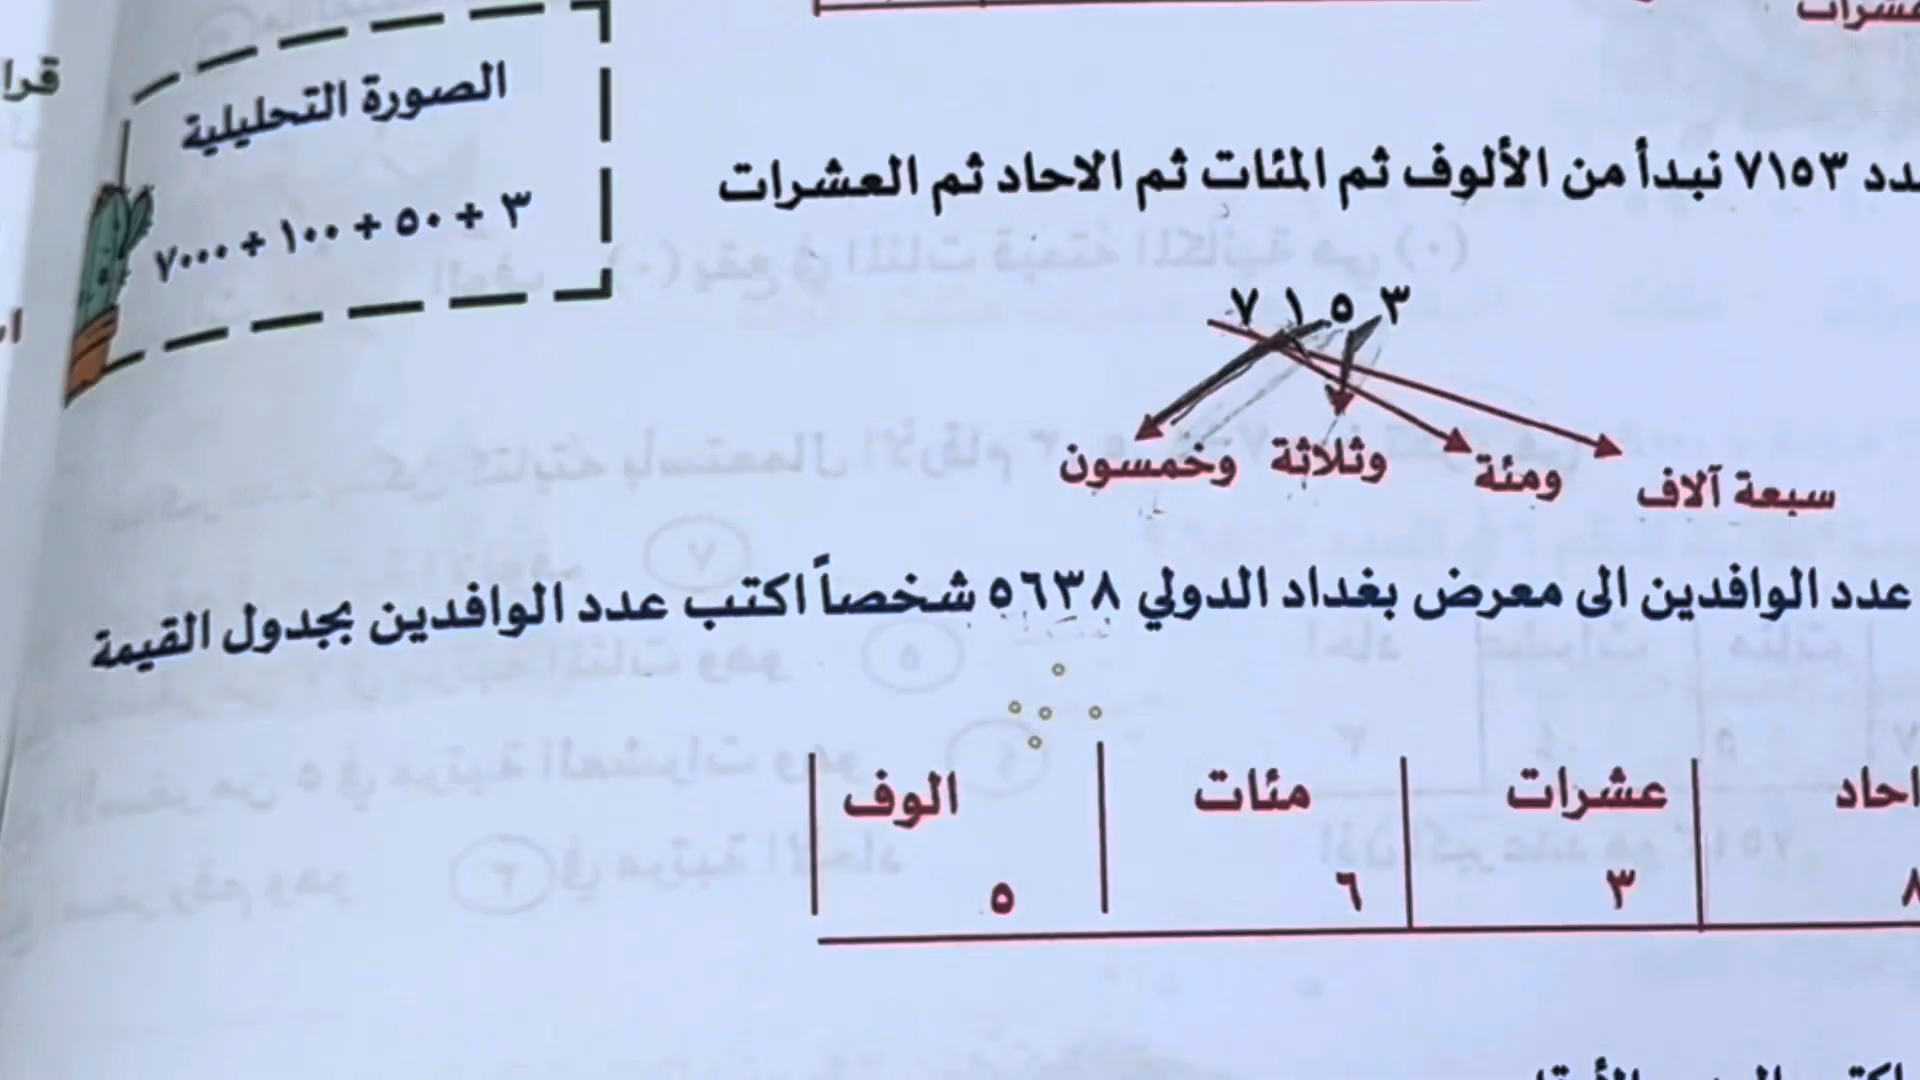 عشرات
الصورة التحليلية
٣ + ٥٠ + ١٠٠ + ٧٠٠٠
٧١٥٣ نبدأ من الألوف ثم المئات ثم الاحاد ثم العشرات
٧ ١ ٥ ٣
سبعة آلاف ومئة وثلاثة وخمسون
عدد الوافدين الى معرض بغداد الدولي ٥٦٣٨ شخصاً اكتب عدد الوافدين بجدول القيمة
احاد عشرات مئات الوف
٨ ٣ ٦ ٥